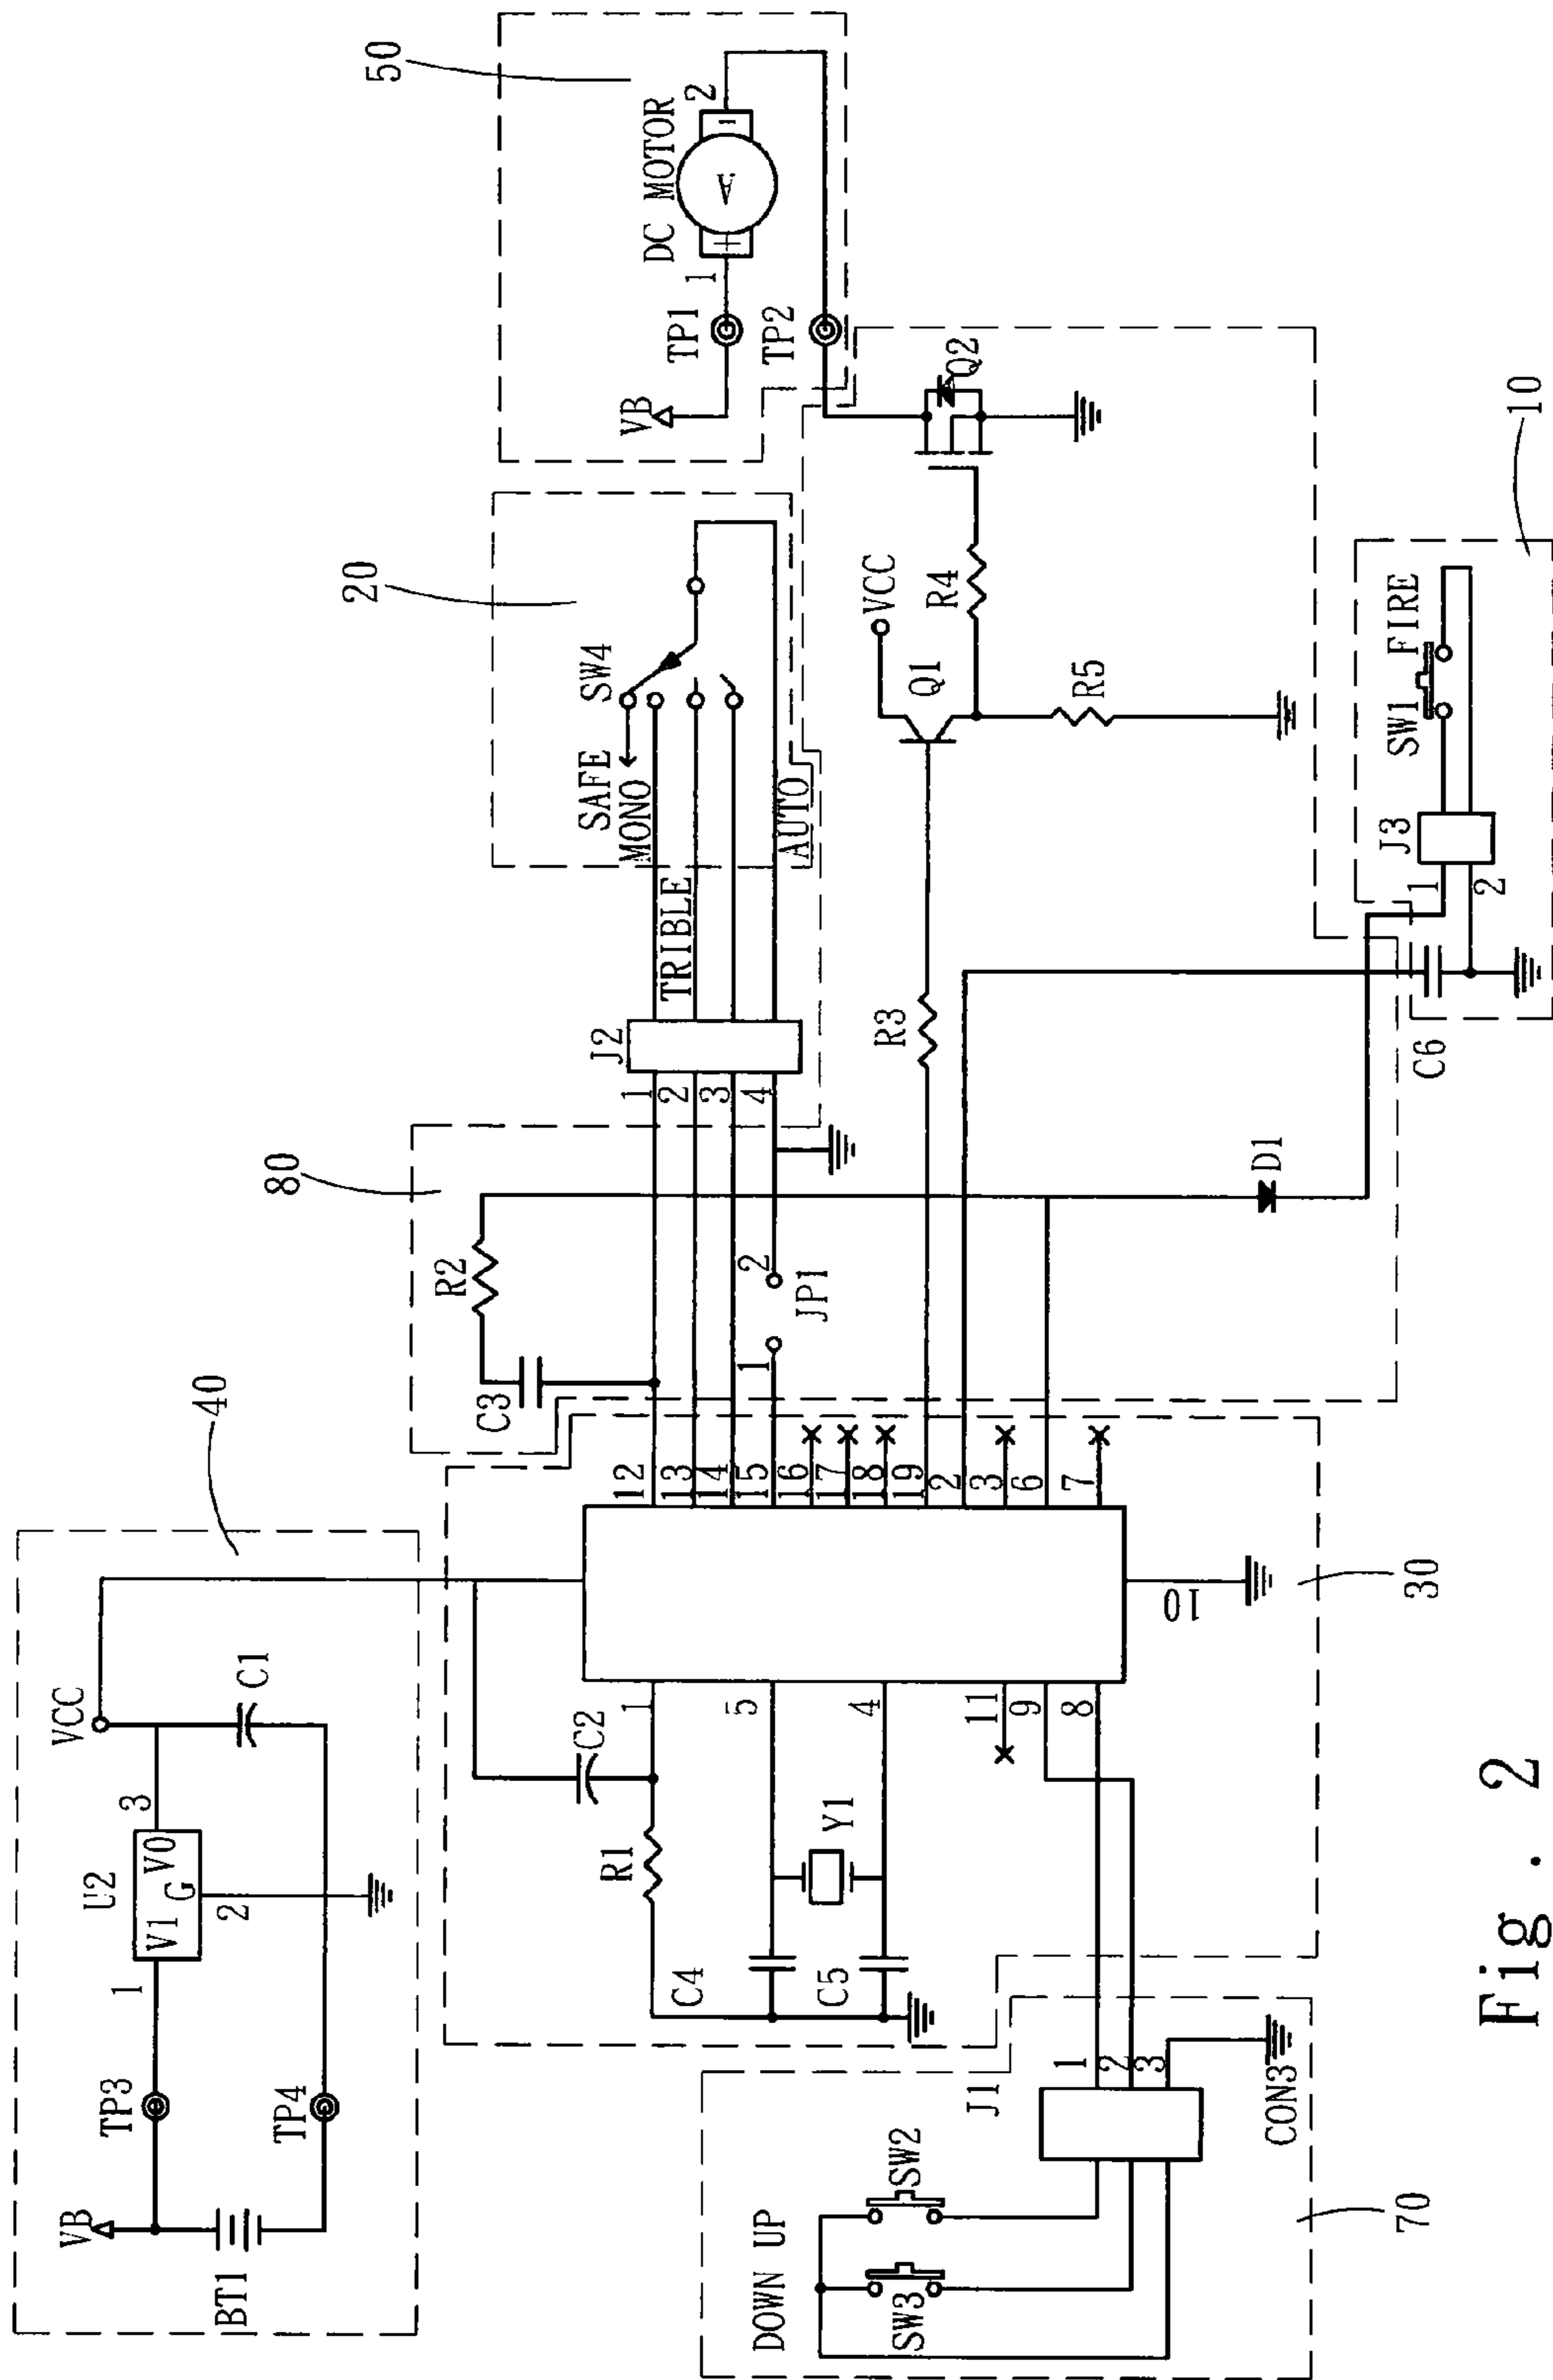 40
VB
BT1
TP3
TP4
1
U2
V1
V0
G
2
3
VCC
C1
80
R2
C3
20
SW4
SAFE
MONO
TRIBLE
AUTO
J2
1
2
3
4
1
2
JP1
50
DC MOTOR
A
+
-
1
2
VB
TP1
TP2
C2
R1
C4
C5
Y1
1
5
4
11
9
8
12
13
14
15
16
17
18
19
2
3
6
7
10
30
R3
VCC
Q1
R4
R5
Q2
D1
C6
10
SW1
FIRE
J3
1
2
DOWN UP
SW3
SW2
J1
1
2
3
CON3
70
Fig. 2